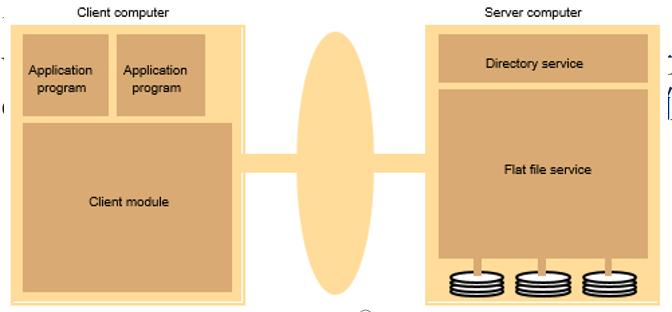 Client computer
Server computer
Application
program
Application
program
Directory service
Flat file service
Client module